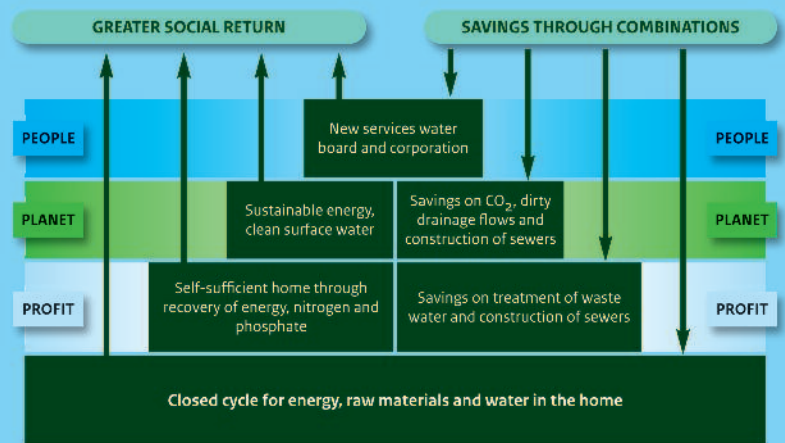 GREATER SOCIAL RETURN
SAVINGS THROUGH COMBINATIONS
PEOPLE
New services water
board and corporation
PEOPLE
PLANET
Sustainable energy,
clean surface water
Savings on CO₂, dirty
drainage flows and
construction of sewers
PLANET
PROFIT
Self-sufficient home through
recovery of energy, nitrogen and
phosphate
Savings on treatment of waste
water and construction of sewers
PROFIT
Closed cycle for energy, raw materials and water in the home